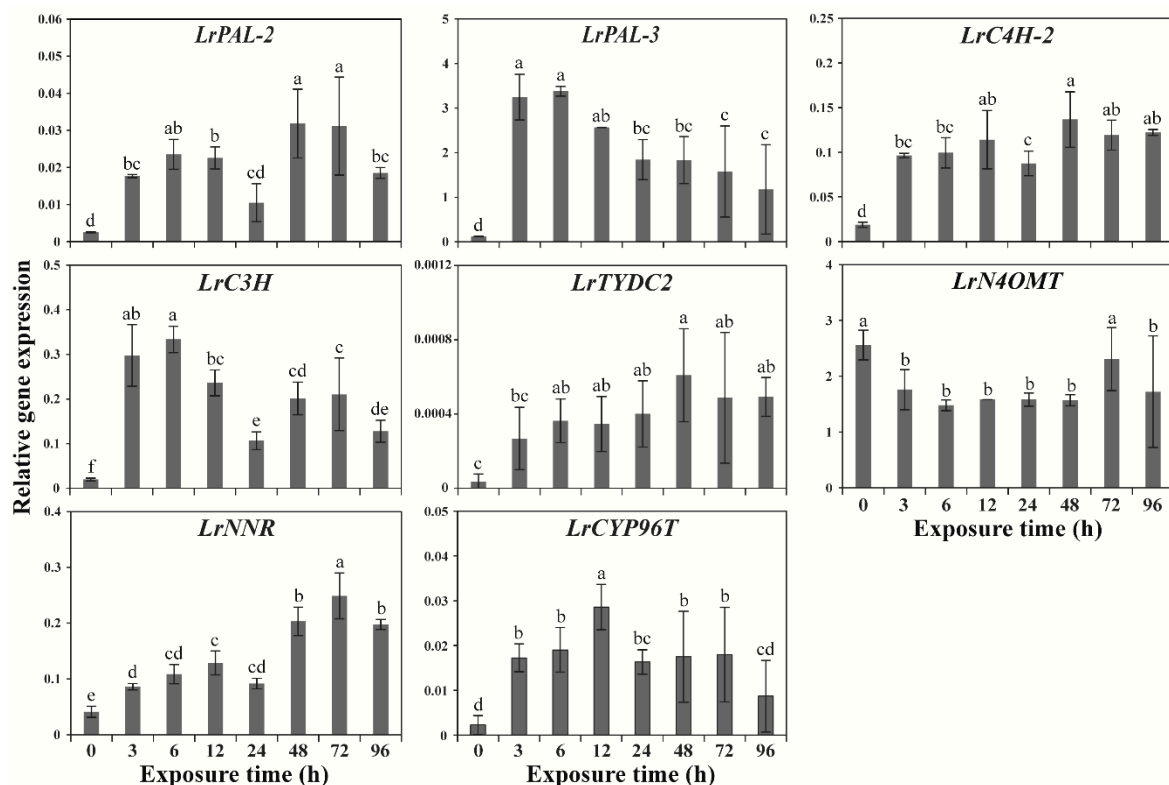 Relative gene expression
LrPAL-2
0.06
0.05
0.04
0.03
0.02
0.01
0
d bc ab b cd a a bc
LrPAL-3
5
4
3
2
1
0
d a a ab bc bc c c
LrC4H-2
0.25
0.2
0.15
0.1
0.05
0
d bc bc ab c a ab ab
LrC3H
0.5
0.4
0.3
0.2
0.1
0
f ab a bc e cd c de
LrTYDC2
0.0012
0.0008
0.0004
0
c bc ab ab ab a ab ab
LrN4OMT
4
3
2
1
0
a b b b b b a b
0 3 6 12 24 48 72 96
Exposure time (h)
LrNNR
0.4
0.3
0.2
0.1
0
e d cd c cd b a b
0 3 6 12 24 48 72 96
Exposure time (h)
LrCYP96T
0.05
0.04
0.03
0.02
0.01
0
d b b a bc b b cd
0 3 6 12 24 48 72 96
Exposure time (h)